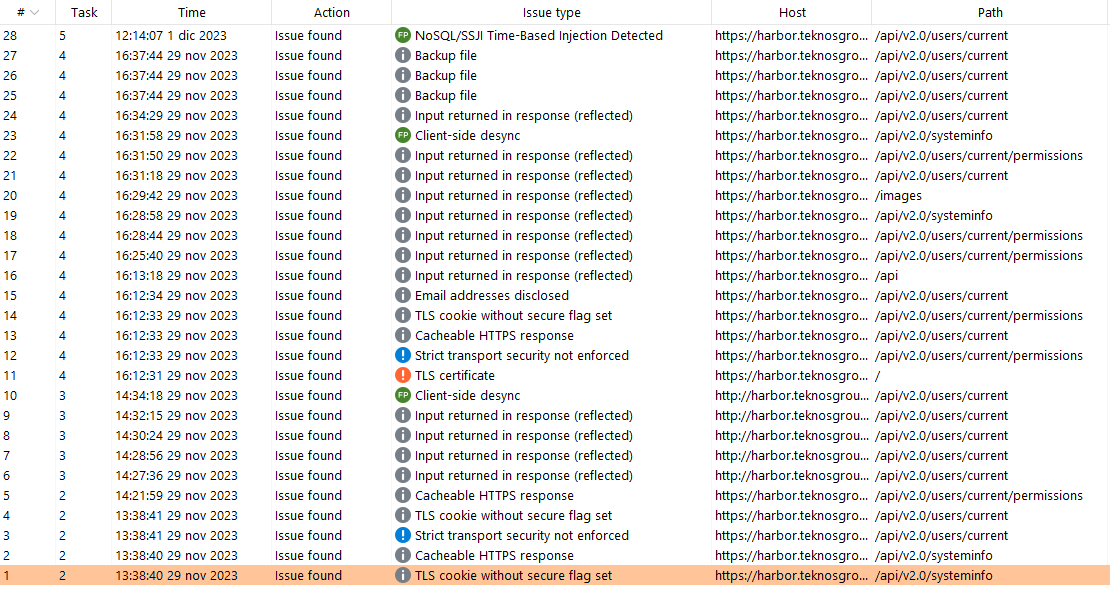 # Task Time Action Issue type Host Path
28 5 12:14:07 1 dic 2023 Issue found FP NoSQL/SSJI Time-Based Injection Detected https://harbor.teknosgro... /api/v2.0/users/current
27 4 16:37:44 29 nov 2023 Issue found Backup file https://harbor.teknosgro... /api/v2.0/users/current
26 4 16:37:44 29 nov 2023 Issue found Backup file https://harbor.teknosgro... /api/v2.0/users/current
25 4 16:37:44 29 nov 2023 Issue found Backup file https://harbor.teknosgro... /api/v2.0/users/current
24 4 16:34:29 29 nov 2023 Issue found Input returned in response (reflected) https://harbor.teknosgro... /api/v2.0/users/current
23 4 16:31:58 29 nov 2023 Issue found FP Client-side desync https://harbor.teknosgro... /api/v2.0/systeminfo
22 4 16:31:50 29 nov 2023 Issue found Input returned in response (reflected) https://harbor.teknosgro... /api/v2.0/users/current/permissions
21 4 16:31:18 29 nov 2023 Issue found Input returned in response (reflected) https://harbor.teknosgro... /api/v2.0/users/current
20 4 16:29:42 29 nov 2023 Issue found Input returned in response (reflected) https://harbor.teknosgro... /images
19 4 16:28:58 29 nov 2023 Issue found Input returned in response (reflected) https://harbor.teknosgro... /api/v2.0/systeminfo
18 4 16:28:44 29 nov 2023 Issue found Input returned in response (reflected) https://harbor.teknosgro... /api/v2.0/users/current/permissions
17 4 16:25:40 29 nov 2023 Issue found Input returned in response (reflected) https://harbor.teknosgro... /api/v2.0/users/current/permissions
16 4 16:13:18 29 nov 2023 Issue found Input returned in response (reflected) https://harbor.teknosgro... /api
15 4 16:12:34 29 nov 2023 Issue found Email addresses disclosed https://harbor.teknosgro... /api/v2.0/users/current
14 4 16:12:33 29 nov 2023 Issue found TLS cookie without secure flag set https://harbor.teknosgro... /api/v2.0/users/current/permissions
13 4 16:12:33 29 nov 2023 Issue found Cacheable HTTPS response https://harbor.teknosgro... /api/v2.0/users/current
12 4 16:12:33 29 nov 2023 Issue found Strict transport security not enforced https://harbor.teknosgro... /api/v2.0/users/current/permissions
11 4 16:12:31 29 nov 2023 Issue found TLS certificate https://harbor.teknosgro... /
10 3 14:34:18 29 nov 2023 Issue found FP Client-side desync http://harbor.teknosgrou... /api/v2.0/users/current
9 3 14:32:15 29 nov 2023 Issue found Input returned in response (reflected) http://harbor.teknosgrou... /api/v2.0/users/current
8 3 14:30:24 29 nov 2023 Issue found Input returned in response (reflected) http://harbor.teknosgrou... /api/v2.0/users/current
7 3 14:28:56 29 nov 2023 Issue found Input returned in response (reflected) http://harbor.teknosgrou... /api/v2.0/users/current
6 3 14:27:36 29 nov 2023 Issue found Input returned in response (reflected) http://harbor.teknosgrou... /api/v2.0/users/current
5 2 14:21:59 29 nov 2023 Issue found Cacheable HTTPS response https://harbor.teknosgro... /api/v2.0/users/current/permissions
4 2 13:38:41 29 nov 2023 Issue found TLS cookie without secure flag set https://harbor.teknosgro... /api/v2.0/users/current
3 2 13:38:41 29 nov 2023 Issue found Strict transport security not enforced https://harbor.teknosgro... /api/v2.0/users/current
2 2 13:38:40 29 nov 2023 Issue found Cacheable HTTPS response https://harbor.teknosgro... /api/v2.0/systeminfo
1 2 13:38:40 29 nov 2023 Issue found TLS cookie without secure flag set https://harbor.teknosgro... /api/v2.0/systeminfo